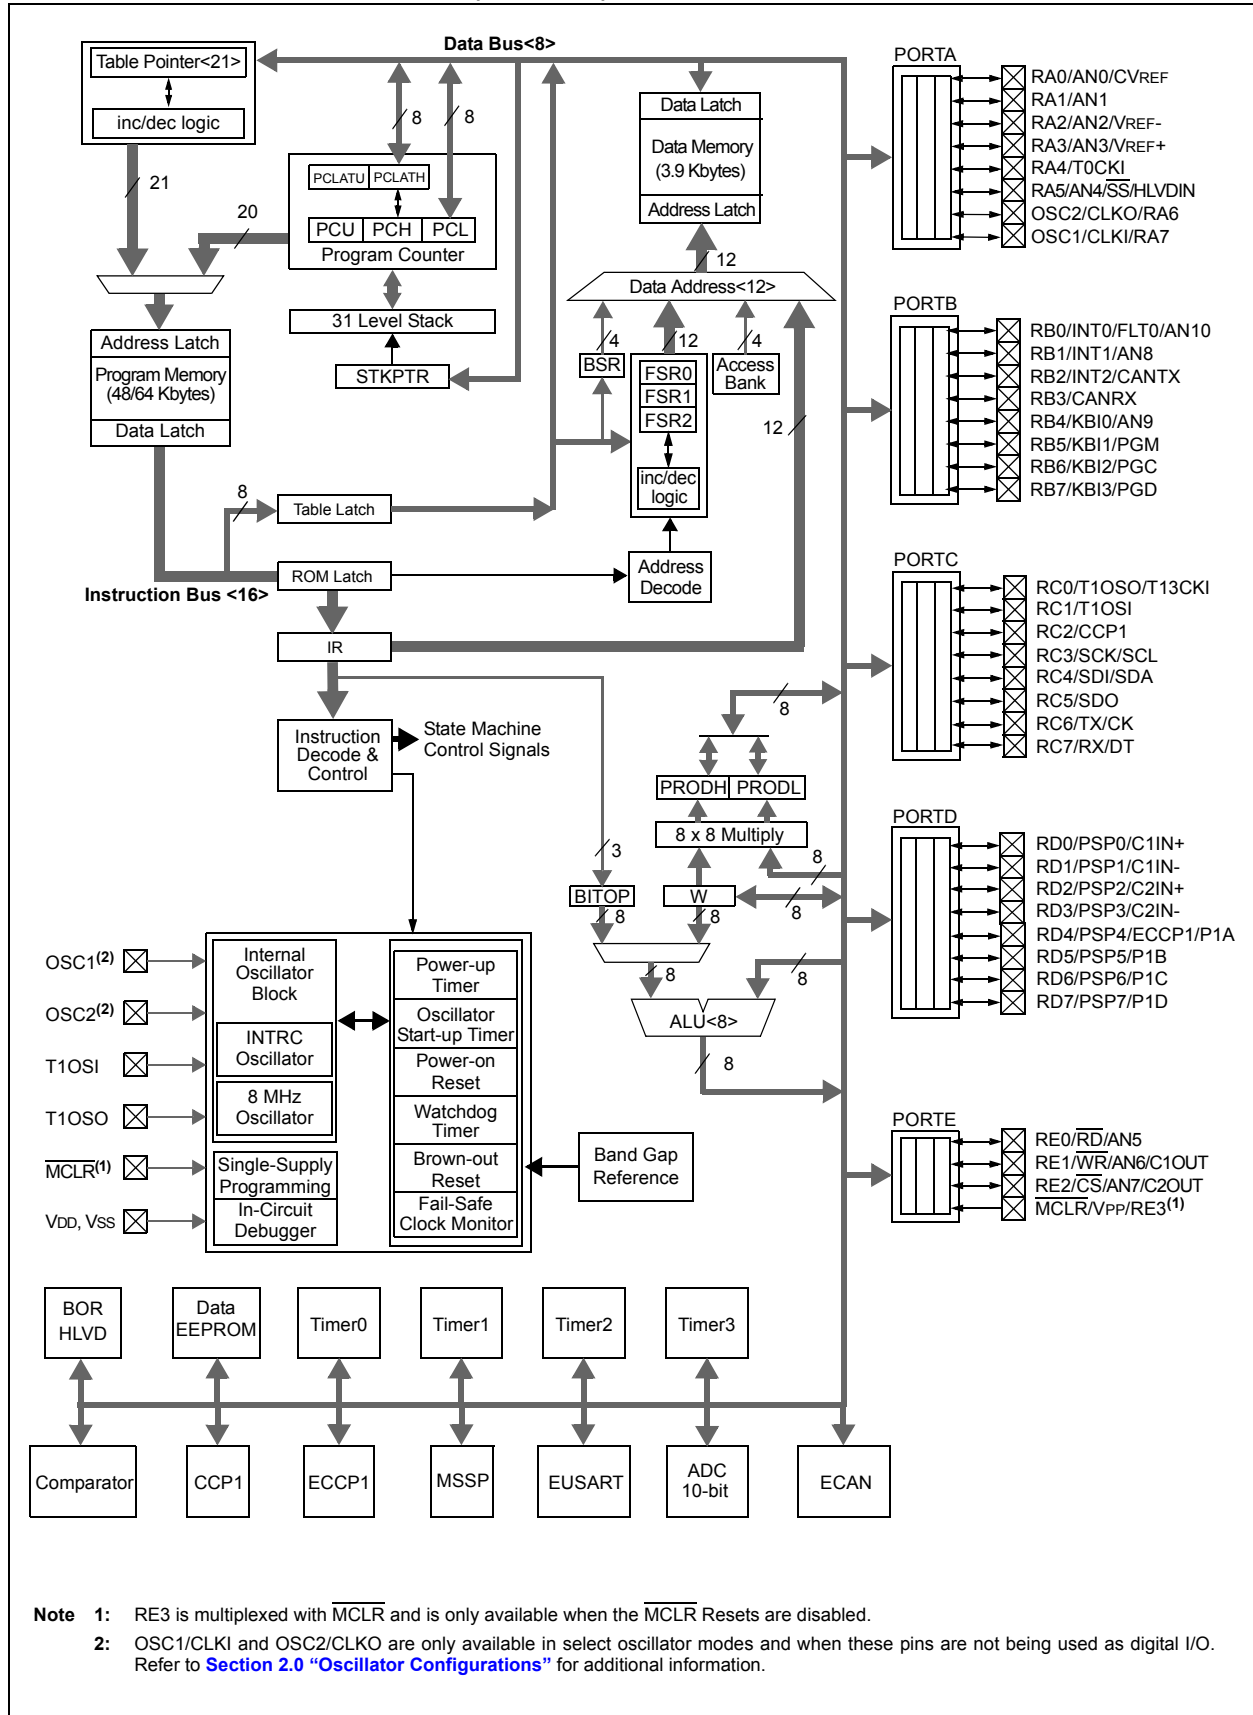 Data Bus<8>
Table Pointer<21>
inc/dec logic
21
20
8
8
PCLATU
PCLATH
PCU
PCH
PCL
Program Counter
31 Level Stack
STKPTR
Data Latch
Data Memory
(3.9 Kbytes)
Address Latch
12
Data Address<12>
4
12
4
BSR
FSR0
FSR1
FSR2
inc/dec
logic
Access
Bank
12
Address Latch
Program Memory
(48/64 Kbytes)
Data Latch
8
Table Latch
ROM Latch
Address
Decode
Instruction Bus <16>
IR
Instruction
Decode &
Control
State Machine
Control Signals
8
PRODH
PRODL
8 x 8 Multiply
3
8
BITOP
W
8
8
8
8
8
ALU<8>
8
OSC1(2)
OSC2(2)
T1OSI
T1OSO
MCLR(1)
VDD, VSS
Internal
Oscillator
Block
INTRC
Oscillator
8 MHz
Oscillator
Single-Supply
Programming
In-Circuit
Debugger
Power-up
Timer
Oscillator
Start-up Timer
Power-on
Reset
Watchdog
Timer
Brown-out
Reset
Fail-Safe
Clock Monitor
Band Gap
Reference
PORTA
RA0/AN0/CVREF
RA1/AN1
RA2/AN2/VREF-
RA3/AN3/VREF+
RA4/T0CKI
RA5/AN4/SS/HLVDIN
OSC2/CLKO/RA6
OSC1/CLKI/RA7
PORTB
RB0/INT0/FLT0/AN10
RB1/INT1/AN8
RB2/INT2/CANTX
RB3/CANRX
RB4/KBI0/AN9
RB5/KBI1/PGM
RB6/KBI2/PGC
RB7/KBI3/PGD
PORTC
RC0/T1OSO/T13CKI
RC1/T1OSI
RC2/CCP1
RC3/SCK/SCL
RC4/SDI/SDA
RC5/SDO
RC6/TX/CK
RC7/RX/DT
PORTD
RD0/PSP0/C1IN+
RD1/PSP1/C1IN-
RD2/PSP2/C2IN+
RD3/PSP3/C2IN-
RD4/PSP4/ECCP1/P1A
RD5/PSP5/P1B
RD6/PSP6/P1C
RD7/PSP7/P1D
PORTE
RE0/RD/AN5
RE1/WR/AN6/C1OUT
RE2/CS/AN7/C2OUT
MCLR/VPP/RE3(1)
BOR
HLVD
Data
EEPROM
Timer0
Timer1
Timer2
Timer3
Comparator
CCP1
ECCP1
MSSP
EUSART
ADC
10-bit
ECAN
Note 1: RE3 is multiplexed with MCLR and is only available when the MCLR Resets are disabled.
2: OSC1/CLKI and OSC2/CLKO are only available in select oscillator modes and when these pins are not being used as digital I/O.
Refer to Section 2.0 “Oscillator Configurations” for additional information.